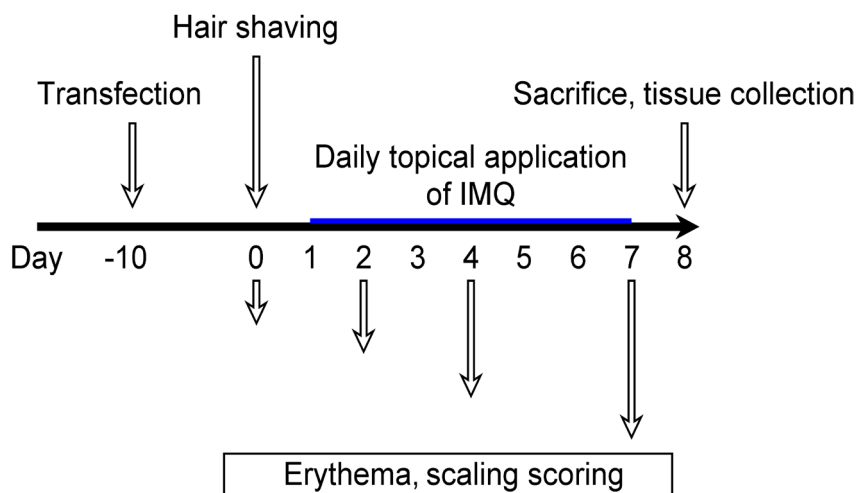 Hair shaving
Transfection
Sacrifice, tissue collection
Daily topical application
of IMQ
Day -10 0 1 2 3 4 5 6 7 8
Erythema, scaling scoring